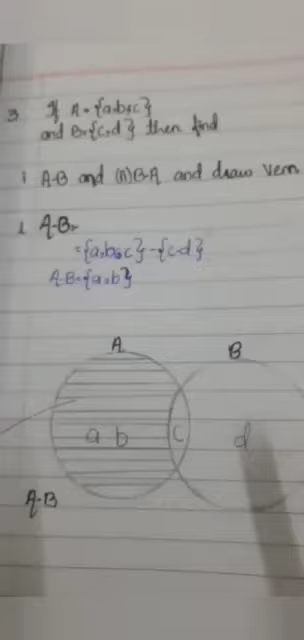 3 If A = {a,b,c}
and B={c,d} then find
i A-B and (ii) B-A and draw venn
i A-B=
={a,b,c}-{c,d}
A-B={a,b}
A B
a b c d
A-B